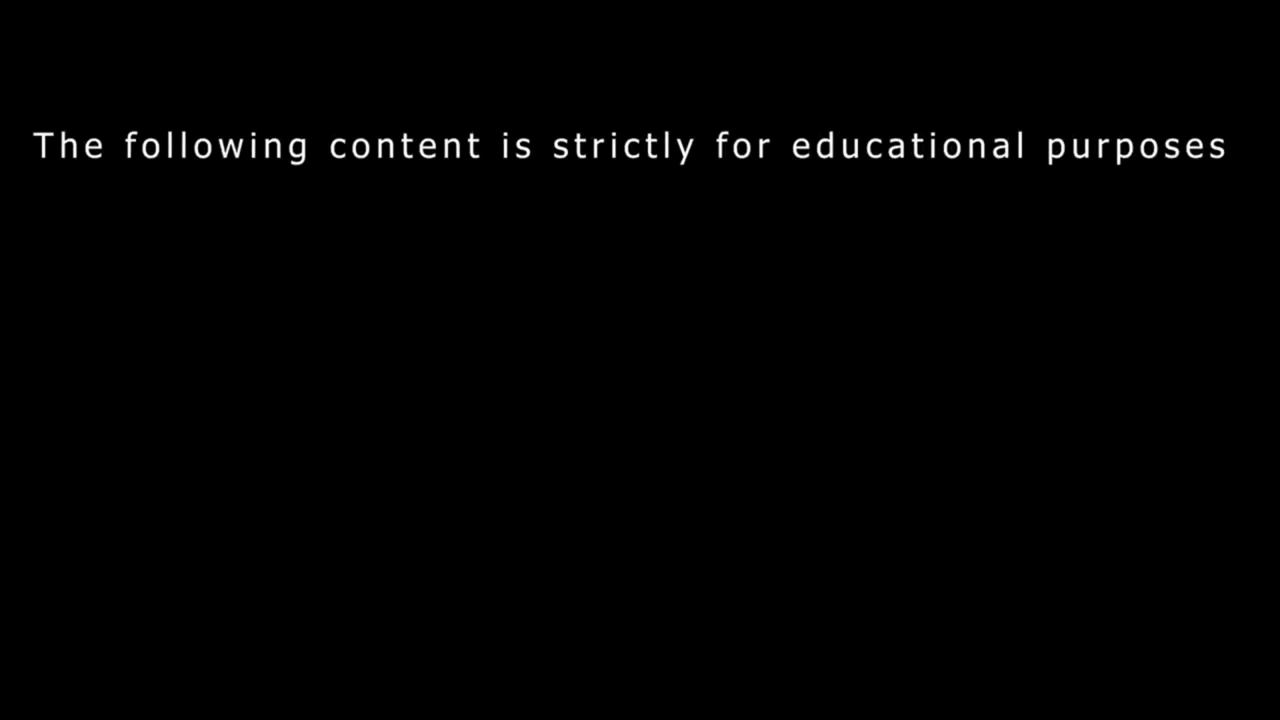 The following content is strictly for educational purposes